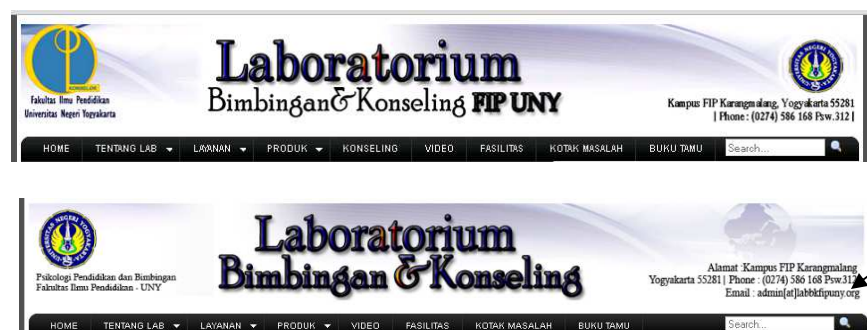 Laboratorium
Bimbingan&Konseling FIP UNY
KONSELING
Fakultas Ilmu Pendidikan
Universitas Negeri Yogyakarta
Kampus FIP Karangmalang, Yogyakarta 55281
| Phone : (0274) 586 168 Psw.312 |
HOME TENTANG LAB LAYANAN PRODUK KONSELING VIDEO FASILITAS KOTAK MASALAH BUKU TAMU Search...
Laboratorium
Bimbingan & Konseling
Psikologi Pendidikan dan Bimbingan
Fakultas Ilmu Pendidikan - UNY
Alamat :Kampus FIP Karangmalang
Yogyakarta 55281| Phone : (0274) 586 168 Psw.312
Email : admin[at]labbkfipuny.org
HOME TENTANG LAB LAYANAN PRODUK VIDEO FASILITAS KOTAK MASALAH BUKU TAMU Search...